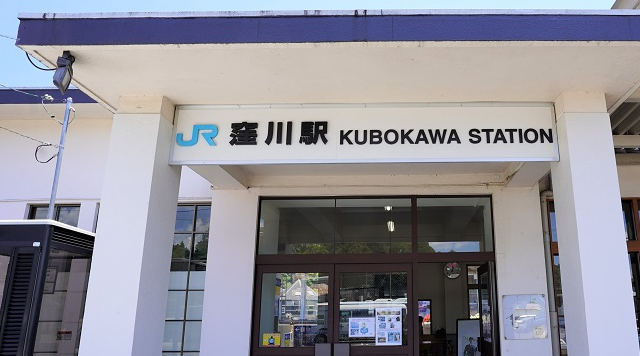 JR 窪川駅 KUBOKAWA STATION